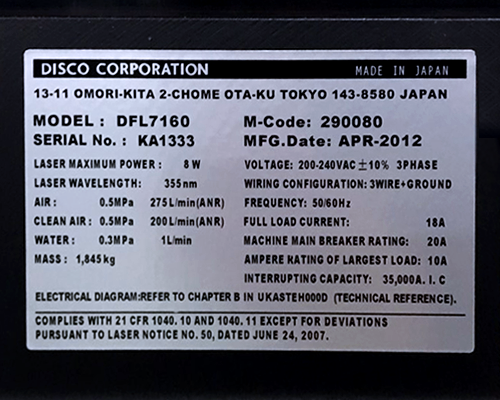 DISCO CORPORATION MADE IN JAPAN
13-11 OMORI-KITA 2-CHOME OTA-KU TOKYO 143-8580 JAPAN
MODEL : DFL7160 M-Code: 290080
SERIAL No. : KA1333 MFG.Date: APR-2012
LASER MAXIMUM POWER : 8W VOLTAGE: 200-240VAC±10% 3PHASE
LASER WAVELENGTH: 355nm WIRING CONFIGURATION: 3WIRE+GROUND
AIR : 0.5MPa 275L/min(ANR) FREQUENCY: 50/60Hz
CLEAN AIR : 0.5MPa 200L/min(ANR) FULL LOAD CURRENT: 18A
WATER : 0.3MPa 1L/min MACHINE MAIN BREAKER RATING: 20A
MASS : 1,845kg AMPERE RATING OF LARGEST LOAD: 10A
INTERRUPTING CAPACITY: 35,000A. I. C
ELECTRICAL DIAGRAM:REFER TO CHAPTER B IN UKASTEH000D (TECHNICAL REFERENCE).
COMPLIES WITH 21 CFR 1040. 10 AND 1040. 11 EXCEPT FOR DEVIATIONS
PURSUANT TO LASER NOTICE NO. 50, DATED JUNE 24, 2007.